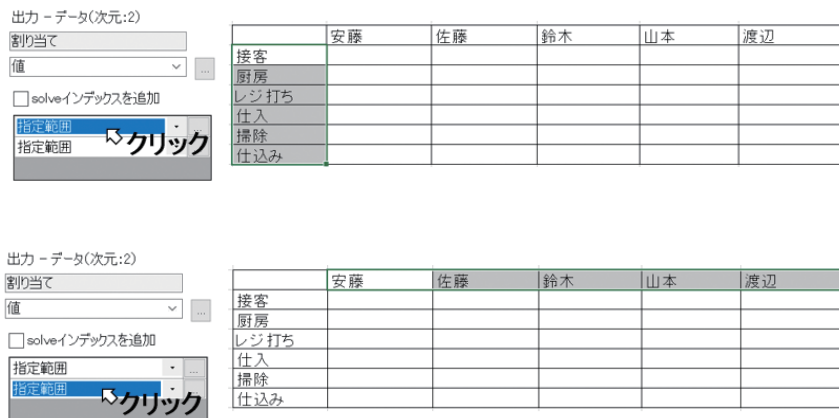 出力 － データ(次元:2)
割り当て
値
...
solveインデックスを追加
指定範囲
指定範囲
クリック
安藤 佐藤 鈴木 山本 渡辺
接客
厨房
レジ打ち
仕入
掃除
仕込み
出力 － データ(次元:2)
割り当て
値
...
solveインデックスを追加
指定範囲
...
指定範囲
クリック
安藤 佐藤 鈴木 山本 渡辺
接客
厨房
レジ打ち
仕入
掃除
仕込み